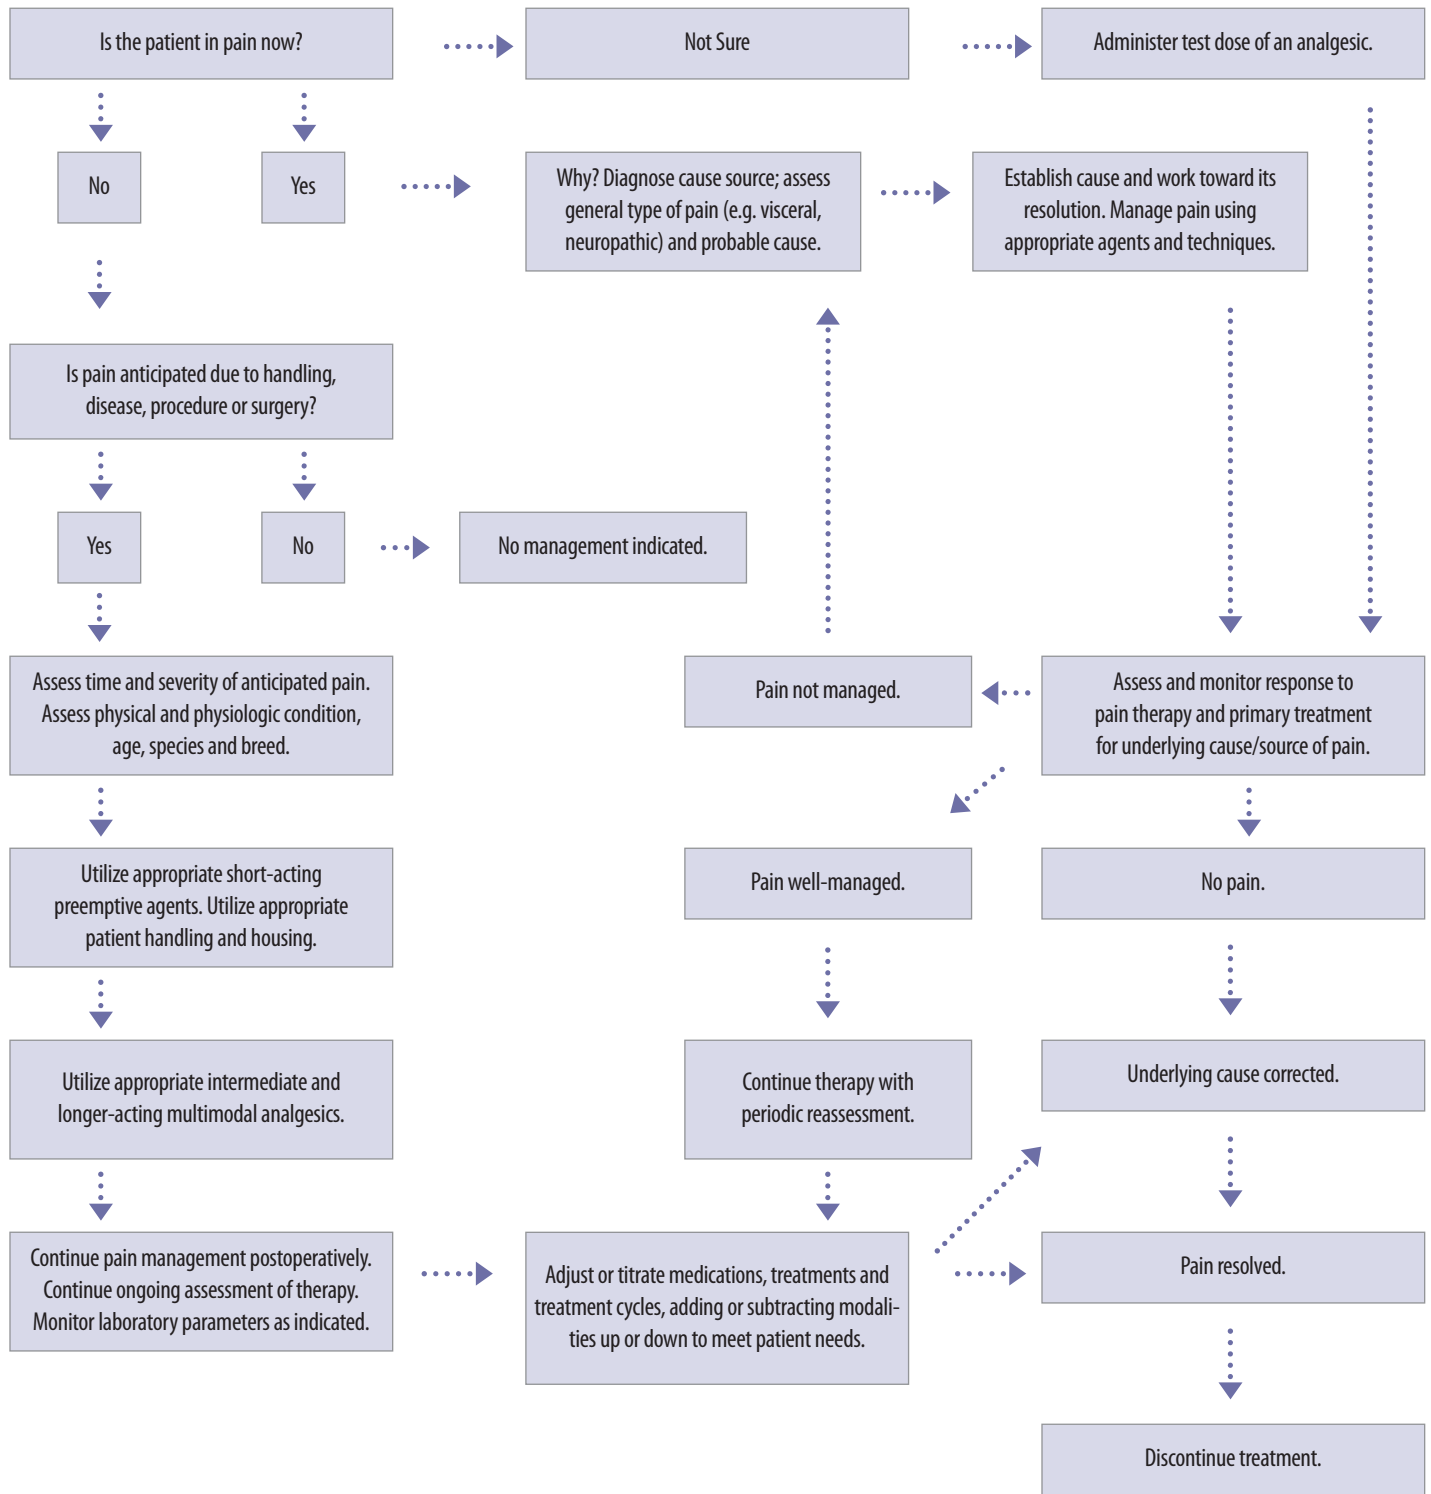 Is the patient in pain now?
Not Sure
Administer test dose of an analgesic.
No
Yes
Why? Diagnose cause source; assess
general type of pain (e.g. visceral,
neuropathic) and probable cause.
Establish cause and work toward its
resolution. Manage pain using
appropriate agents and techniques.
Is pain anticipated due to handling,
disease, procedure or surgery?
Yes
No
No management indicated.
Assess time and severity of anticipated pain.
Assess physical and physiologic condition,
age, species and breed.
Pain not managed.
Assess and monitor response to
pain therapy and primary treatment
for underlying cause/source of pain.
Utilize appropriate short-acting
preemptive agents. Utilize appropriate
patient handling and housing.
Pain well-managed.
No pain.
Utilize appropriate intermediate and
longer-acting multimodal analgesics.
Continue therapy with
periodic reassessment.
Underlying cause corrected.
Continue pain management postoperatively.
Continue ongoing assessment of therapy.
Monitor laboratory parameters as indicated.
Adjust or titrate medications, treatments and
treatment cycles, adding or subtracting modali-
ties up or down to meet patient needs.
Pain resolved.
Discontinue treatment.